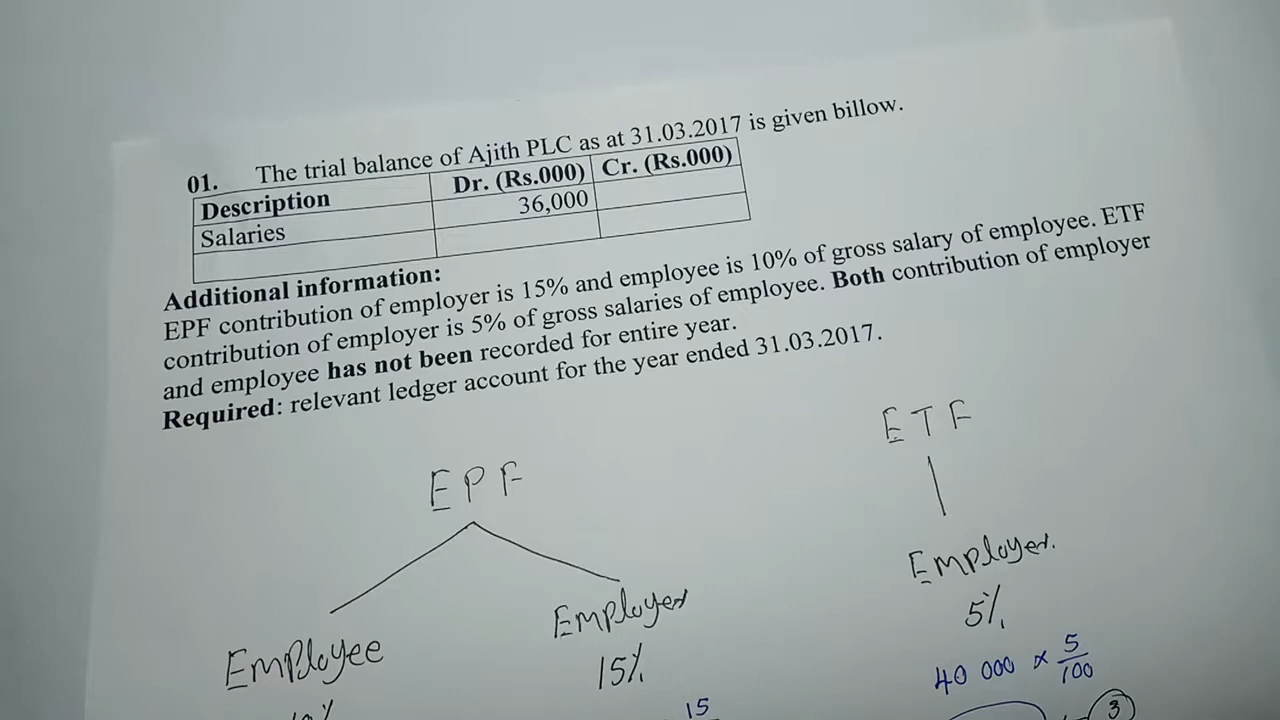 01. The trial balance of Ajith PLC as at 31.03.2017 is given billow.
Description Dr. (Rs.000) Cr. (Rs.000)
Salaries 36,000
Additional information:
EPF contribution of employer is 15% and employee is 10% of gross salary of employee. ETF
contribution of employer is 5% of gross salaries of employee. Both contribution of employer
and employee has not been recorded for entire year.
Required: relevant ledger account for the year ended 31.03.2017.
EPF
ETF
Employee
Employer
15%
Employer.
5%
40 000 × 5/100
15
3